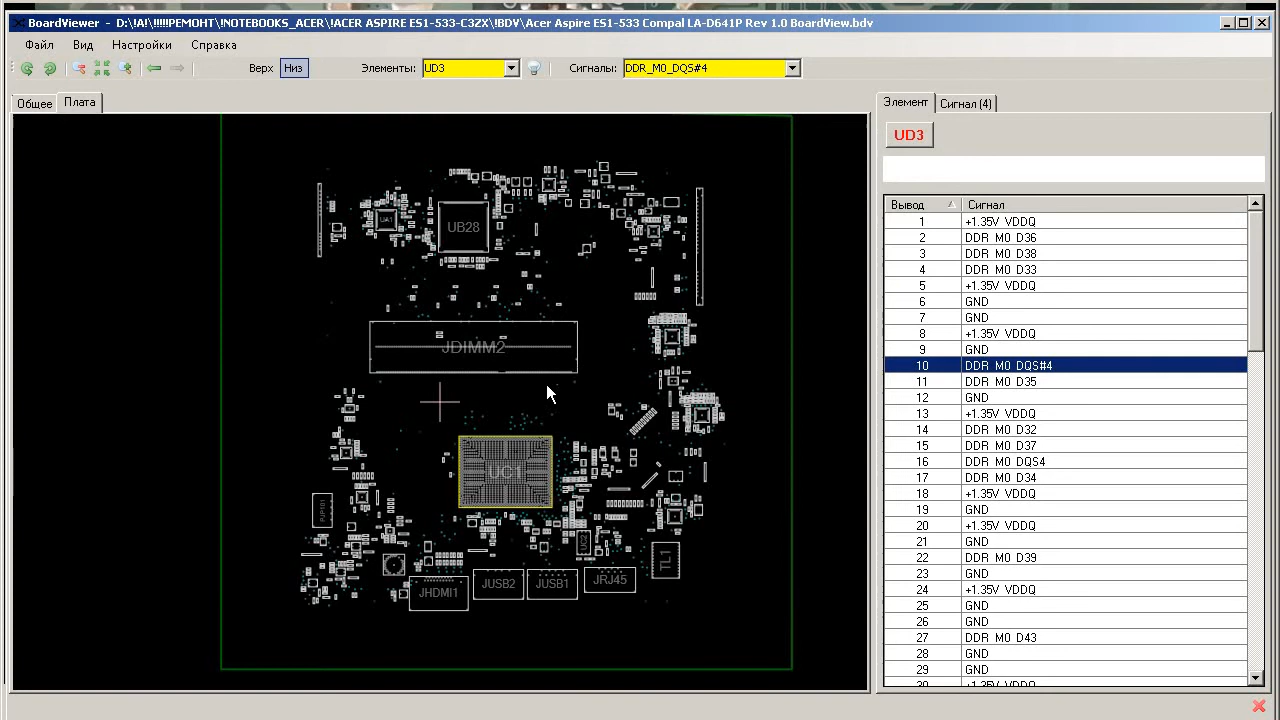 BoardViewer - D:\!A!\!!!!!РЕМОНТ\!NOTEBOOKS_ACER\!ACER ASPIRE ES1-533-C3ZX\!BDV\Acer Aspire ES1-533 Compal LA-D641P Rev 1.0 BoardView.bdv
Файл Вид Настройки Справка
Верх Низ Элементы: UD3 Сигналы: DDR_M0_DQS#4
Общее Плата
Элемент Сигнал (4)
UD3
Вывод Сигнал
1 +1.35V_VDDQ
2 DDR_M0_D36
3 DDR_M0_D38
4 DDR_M0_D33
5 +1.35V_VDDQ
6 GND
7 GND
8 +1.35V_VDDQ
9 GND
10 DDR_M0_DQS#4
11 DDR_M0_D35
12 GND
13 +1.35V_VDDQ
14 DDR_M0_D32
15 DDR_M0_D37
16 DDR_M0_DQS4
17 DDR_M0_D34
18 +1.35V_VDDQ
19 GND
20 +1.35V_VDDQ
21 GND
22 DDR_M0_D39
23 GND
24 +1.35V_VDDQ
25 GND
26 GND
27 DDR_M0_D43
28 GND
29 GND
30 +1.35V_VDDQ
UA1
UB28
JDIMM2
UC1
UC2
TL1
JHDMI1
JUSB2
JUSB1
JRJ45